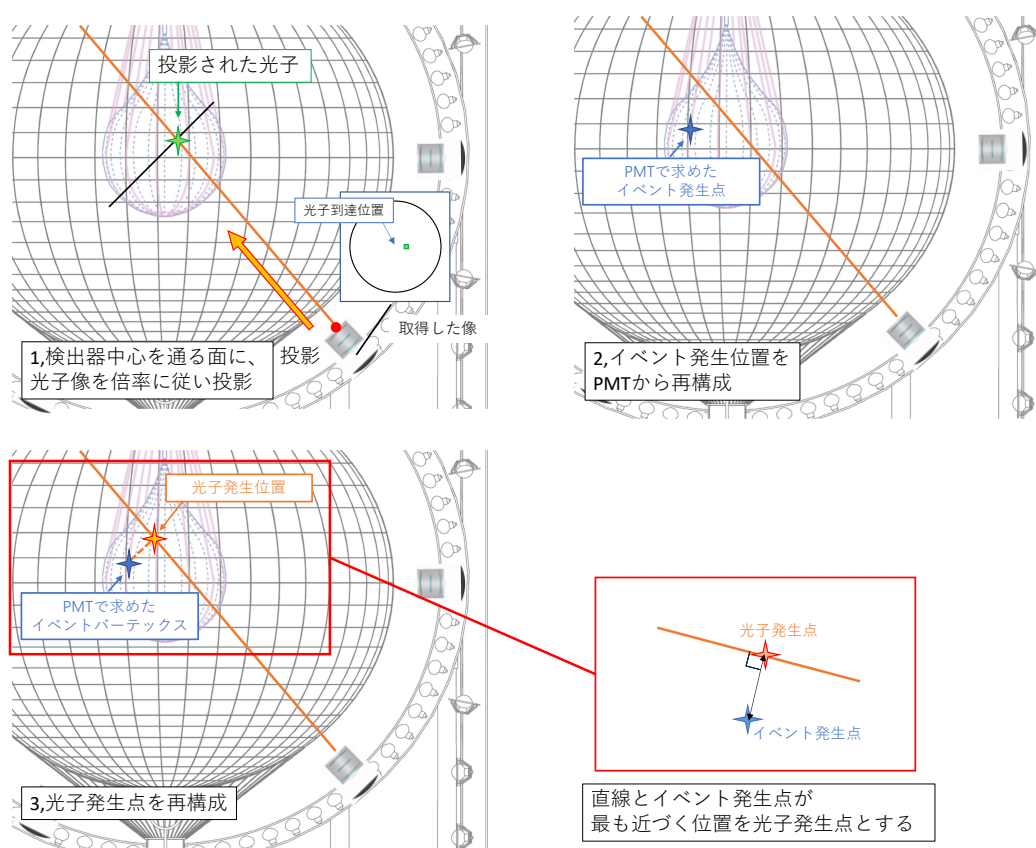 投影された光子
光子到達位置
取得した像
投影
1,検出器中心を通る面に、
光子像を倍率に従い投影
PMTで求めた
イベント発生点
2,イベント発生位置を
PMTから再構成
光子発生位置
PMTで求めた
イベントバーテックス
3,光子発生点を再構成
光子発生点
イベント発生点
直線とイベント発生点が
最も近づく位置を光子発生点とする